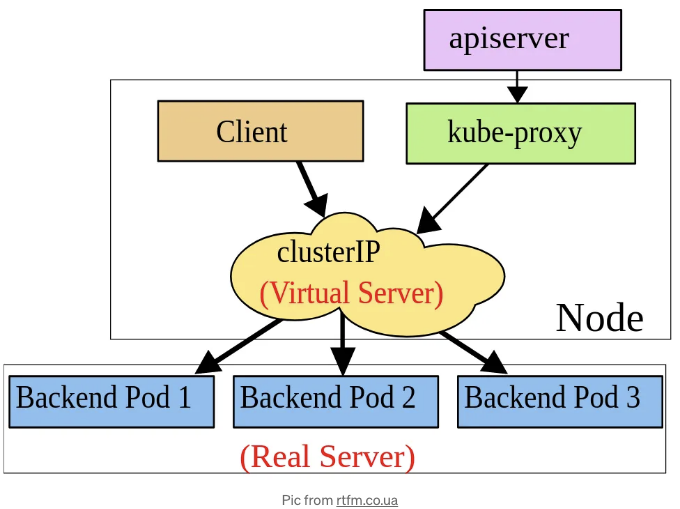 apiserver
Client
kube-proxy
clusterIP
(Virtual Server)
Node
Backend Pod 1
Backend Pod 2
Backend Pod 3
(Real Server)
Pic from rtfm.co.ua